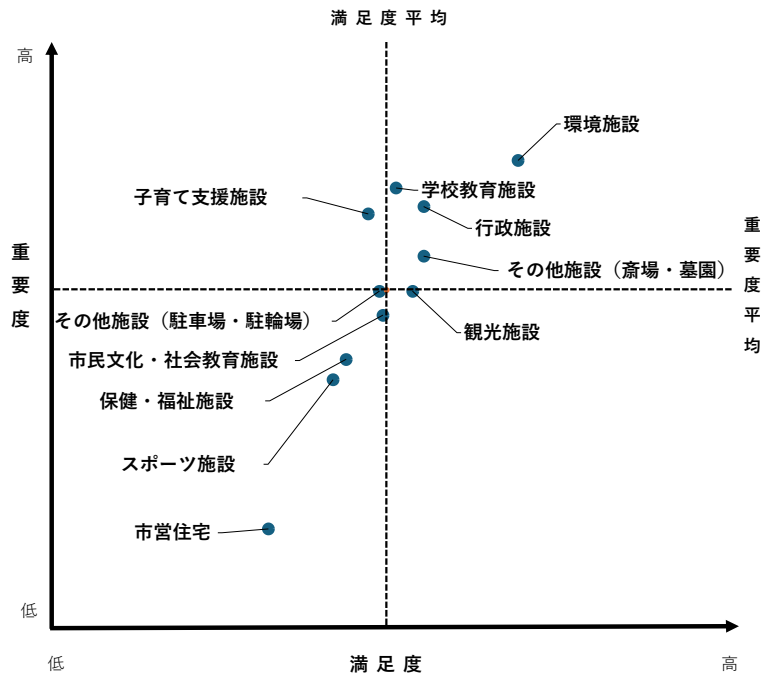 満足度平均
高
環境施設
学校教育施設
子育て支援施設
行政施設
重要度
重要度平均
その他施設（斎場・墓園）
その他施設（駐車場・駐輪場）
観光施設
市民文化・社会教育施設
保健・福祉施設
スポーツ施設
市営住宅
低
低
満足度
高